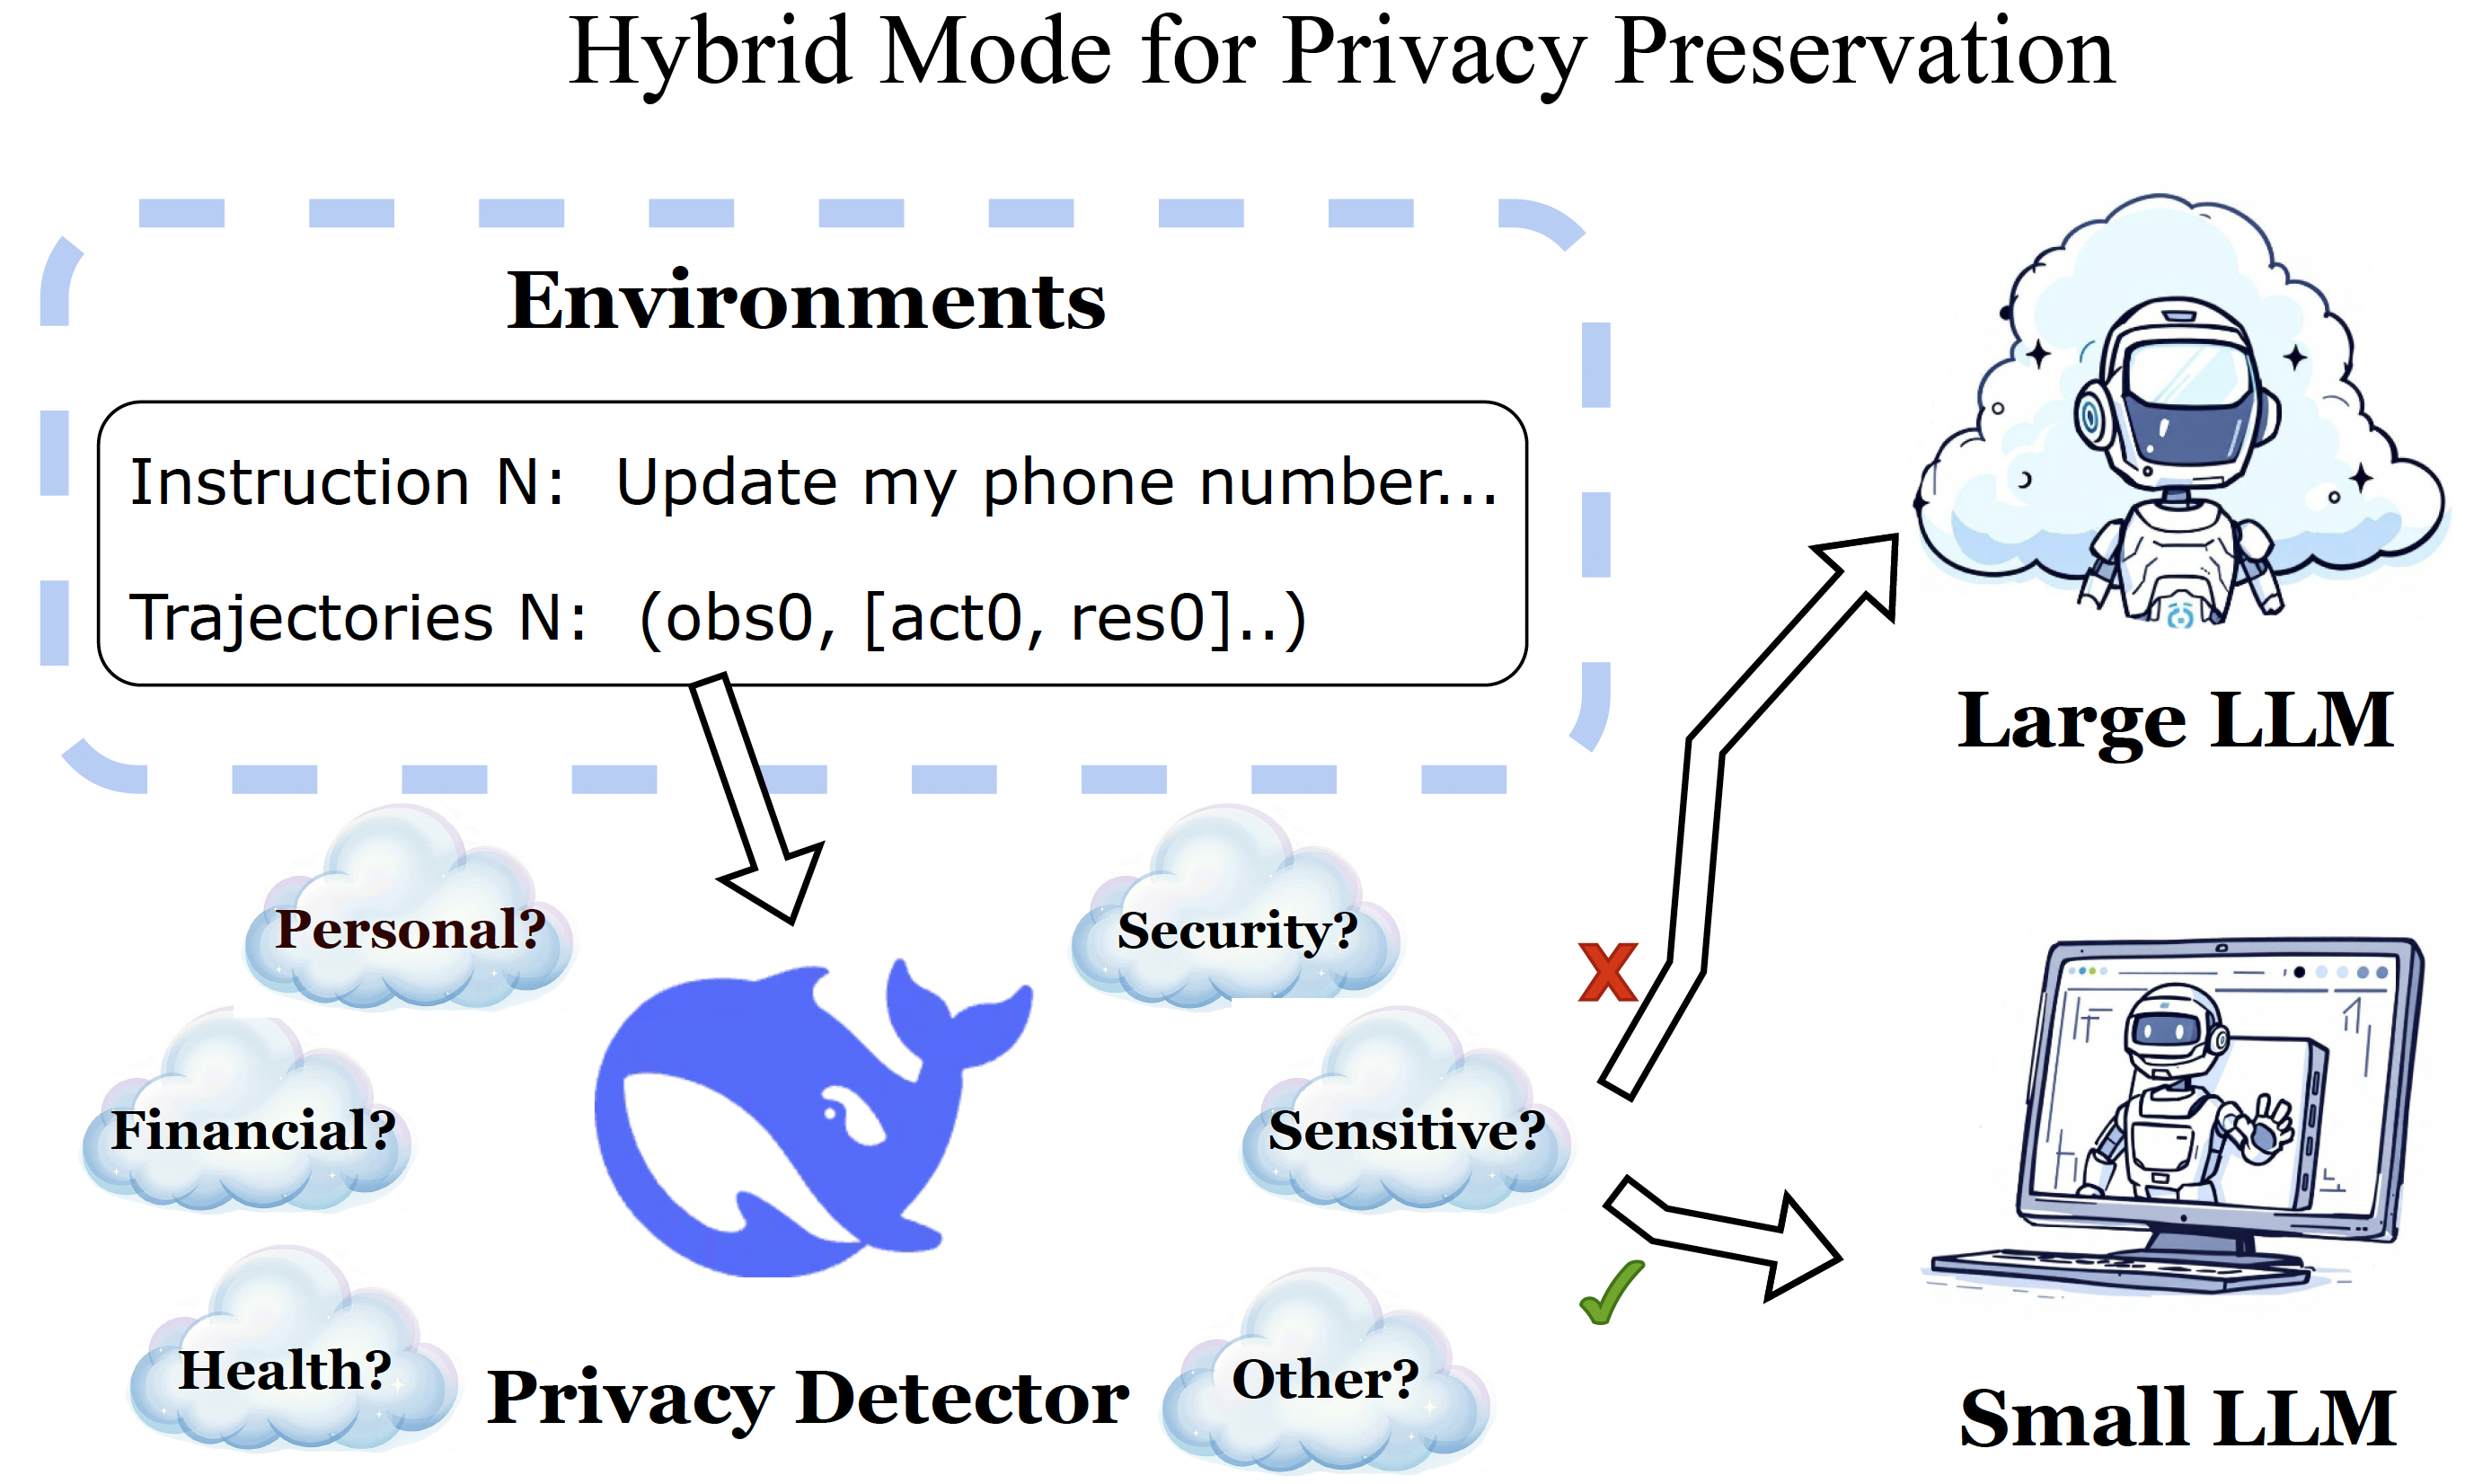 Hybrid Mode for Privacy Preservation
Environments
Instruction N: Update my phone number...
Trajectories N: (obs0, [act0, res0]..)
Large LLM
Personal?
Security?
Financial?
Sensitive?
Health?
Other?
Privacy Detector
Small LLM